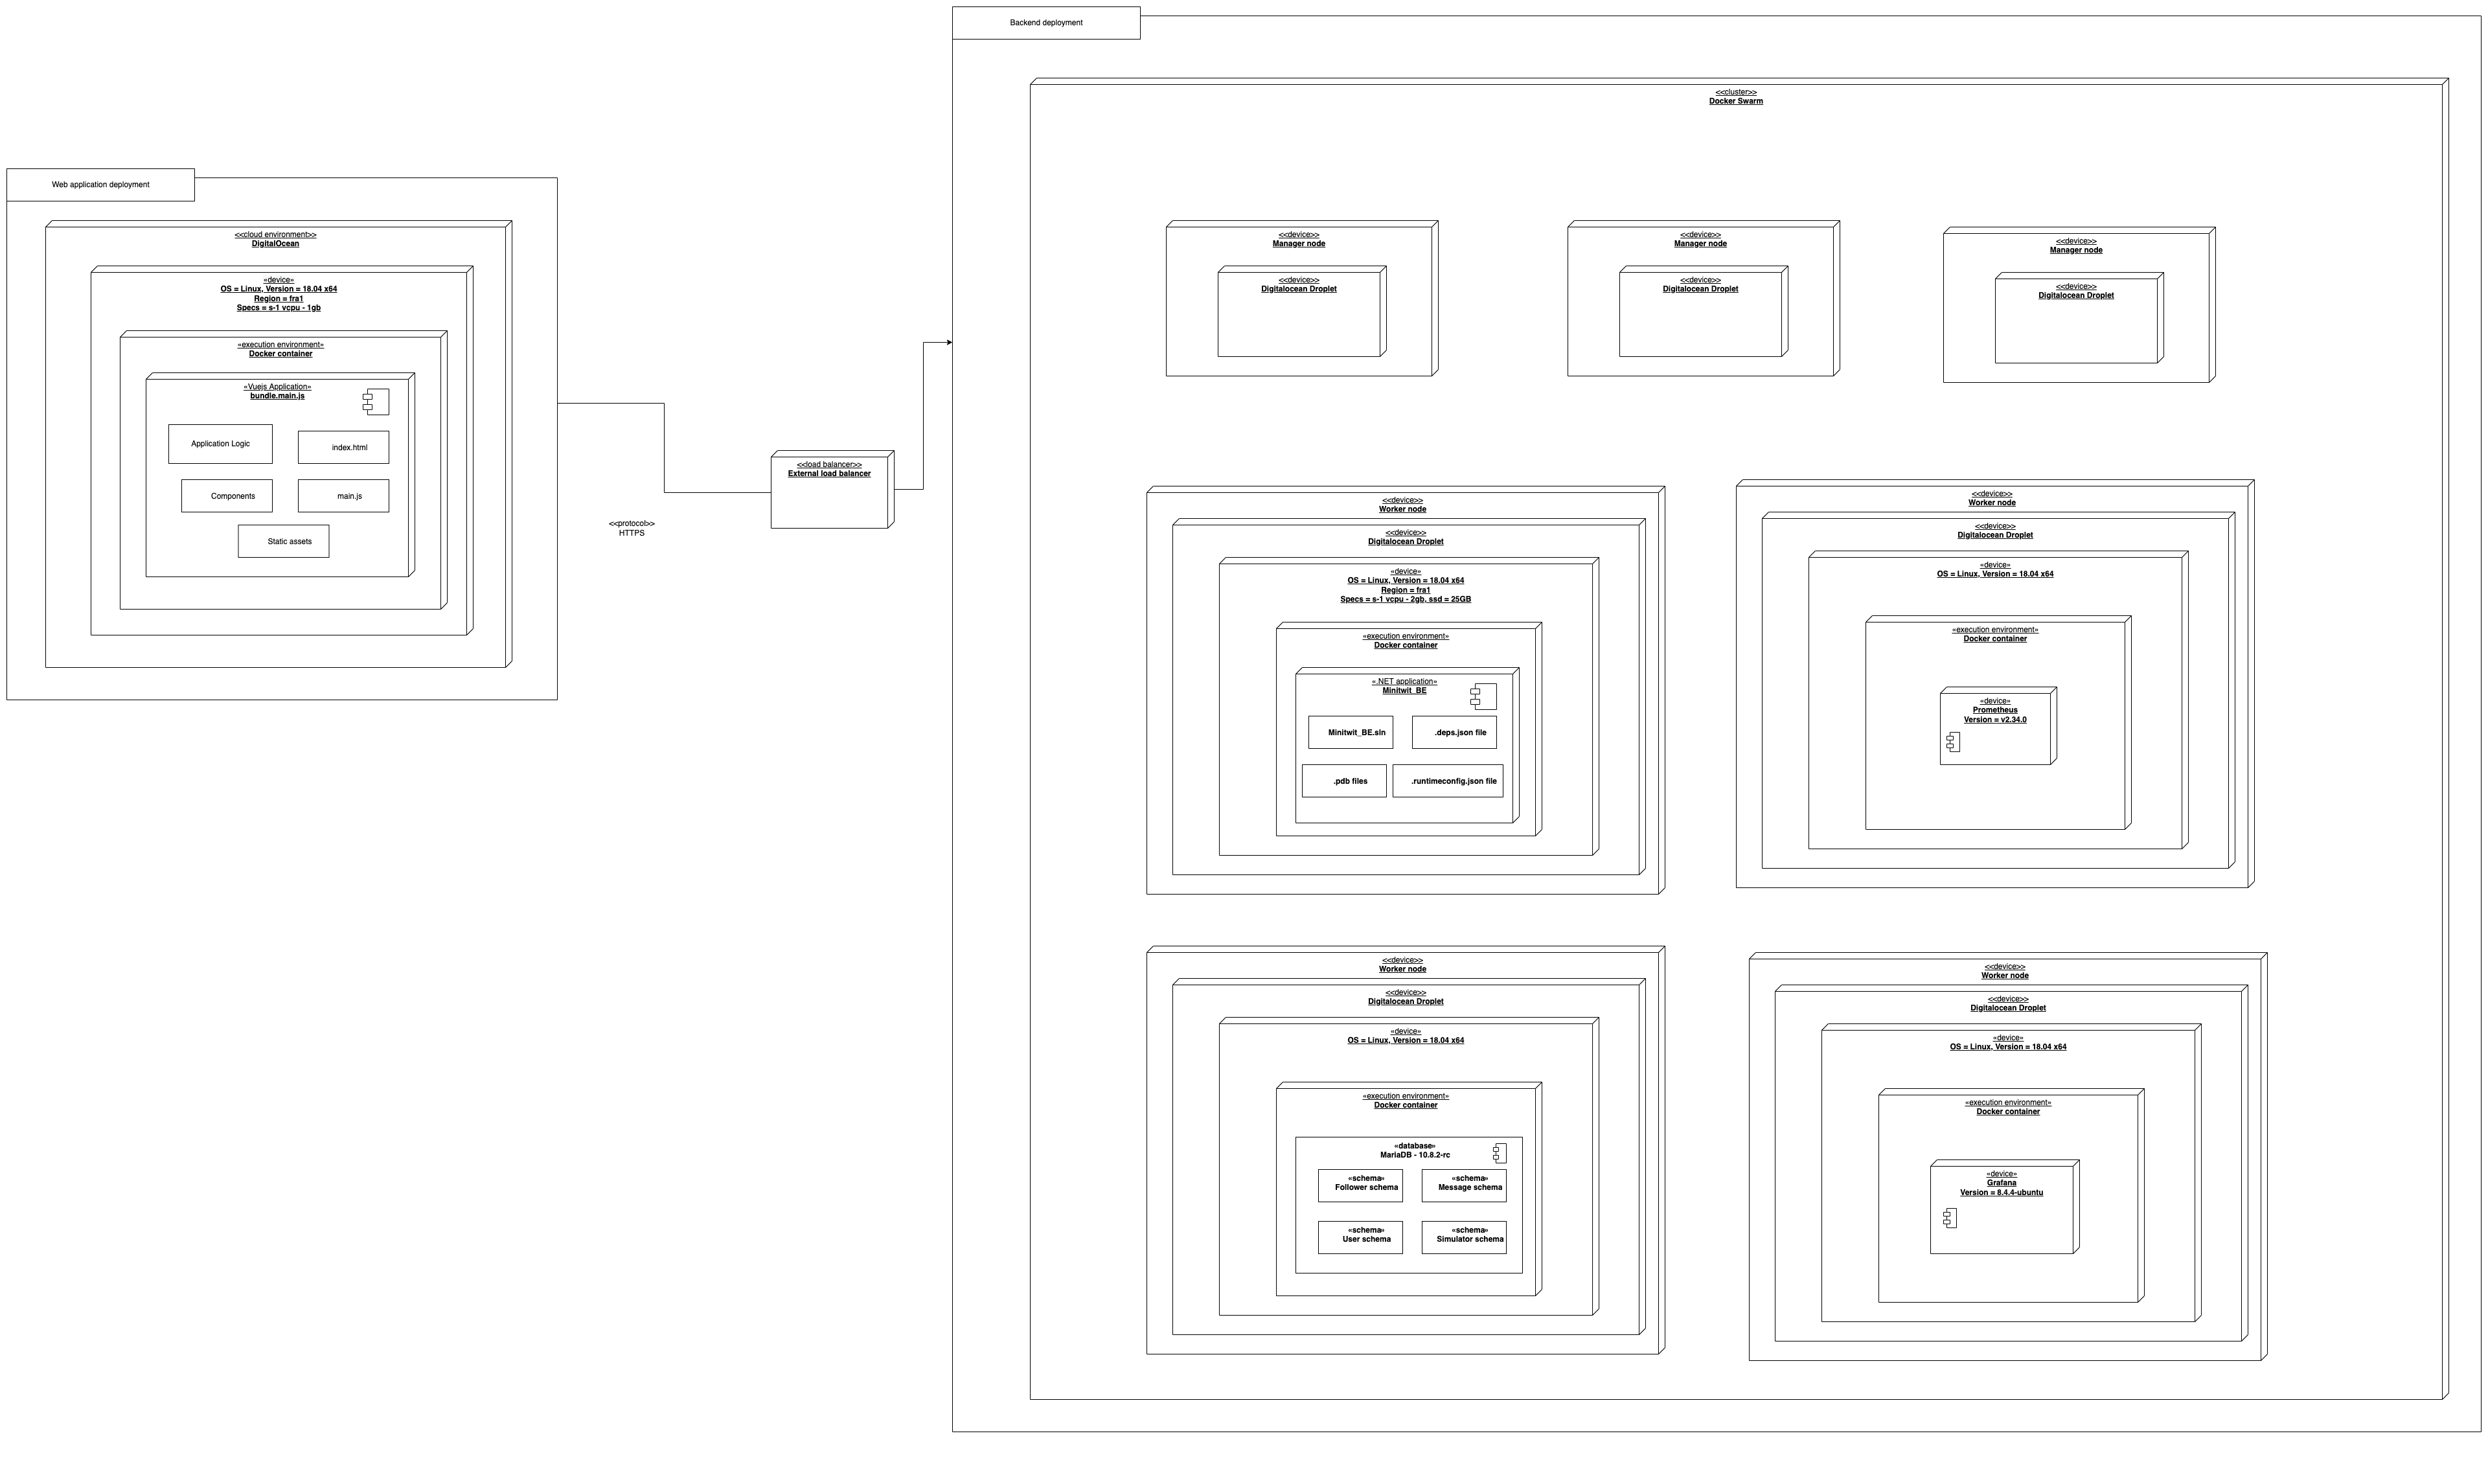 Backend deployment
<<cluster>>
Docker Swarm
Web application deployment
<<cloud environment>>
DigitalOcean
«device»
OS = Linux, Version = 18.04 x64
Region = fra1
Specs = s-1 vcpu - 1gb
«execution environment»
Docker container
«Vuejs Application»
bundle.main.js
Application Logic
index.html
Components
main.js
Static assets
<<protocol>>
HTTPS
<<load balancer>>
External load balancer
<<device>>
Manager node
<<device>>
Digitalocean Droplet
<<device>>
Manager node
<<device>>
Digitalocean Droplet
<<device>>
Manager node
<<device>>
Digitalocean Droplet
<<device>>
Worker node
<<device>>
Digitalocean Droplet
«device»
OS = Linux, Version = 18.04 x64
Region = fra1
Specs = s-1 vcpu - 2gb, ssd = 25GB
«execution environment»
Docker container
«.NET application»
Minitwit_BE
Minitwit_BE.sln
.deps.json file
.pdb files
.runtimeconfig.json file
<<device>>
Worker node
<<device>>
Digitalocean Droplet
«device»
OS = Linux, Version = 18.04 x64
«execution environment»
Docker container
«device»
Prometheus
Version = v2.34.0
<<device>>
Worker node
<<device>>
Digitalocean Droplet
«device»
OS = Linux, Version = 18.04 x64
«execution environment»
Docker container
«database»
MariaDB - 10.8.2-rc
«schema»
Follower schema
«schema»
Message schema
«schema»
User schema
«schema»
Simulator schema
<<device>>
Worker node
<<device>>
Digitalocean Droplet
«device»
OS = Linux, Version = 18.04 x64
«execution environment»
Docker container
«device»
Grafana
Version = 8.4.4-ubuntu